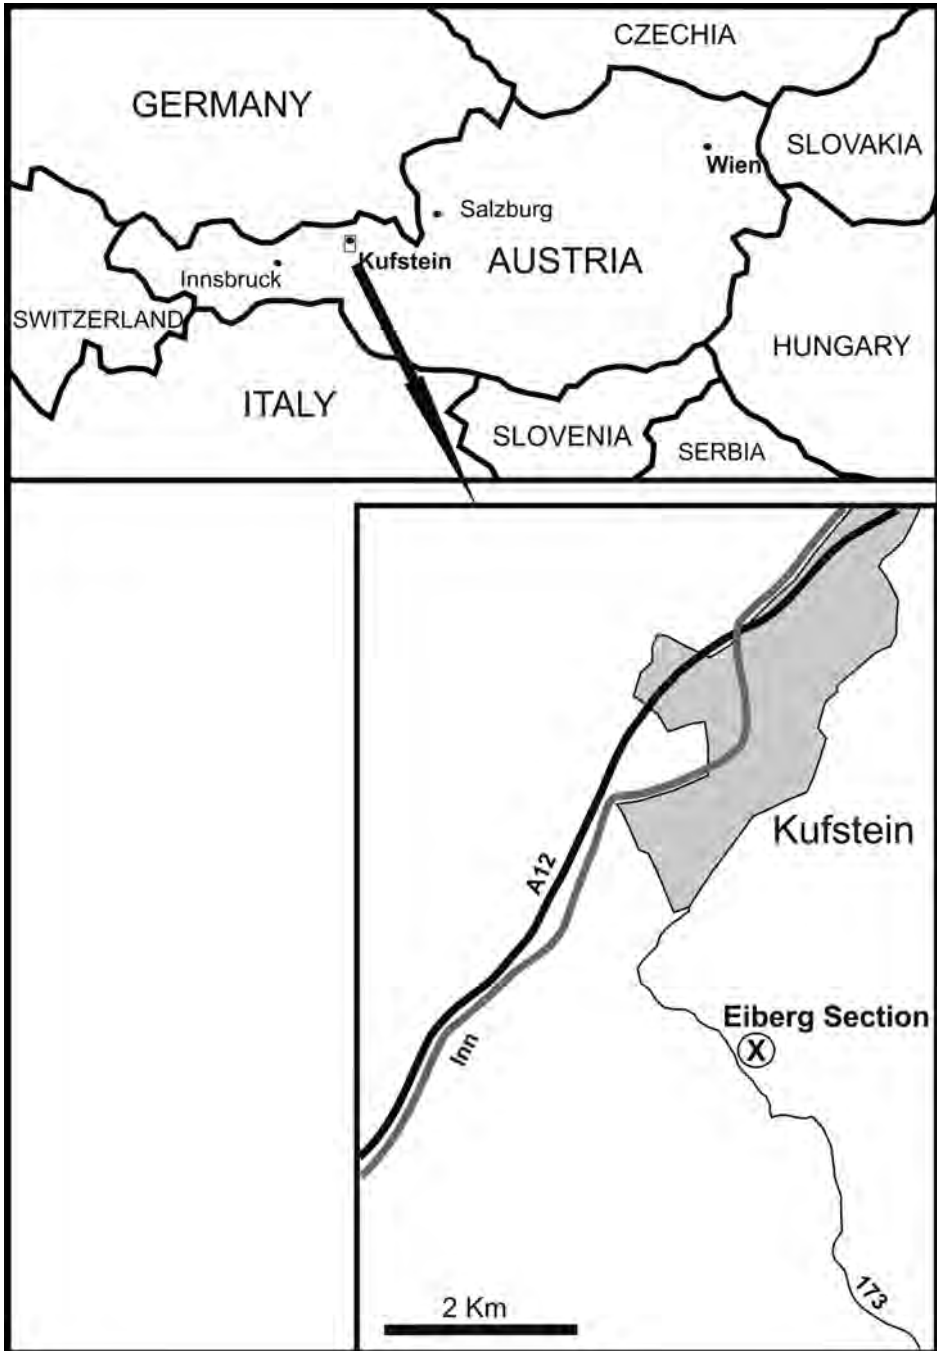 CZECHIA
GERMANY
SLOVAKIA
Wien
Salzburg
AUSTRIA
Kufstein
Innsbruck
SWITZERLAND
HUNGARY
ITALY
SLOVENIA
SERBIA
Kufstein
A12
Inn
Eiberg Section
X
173
2 Km